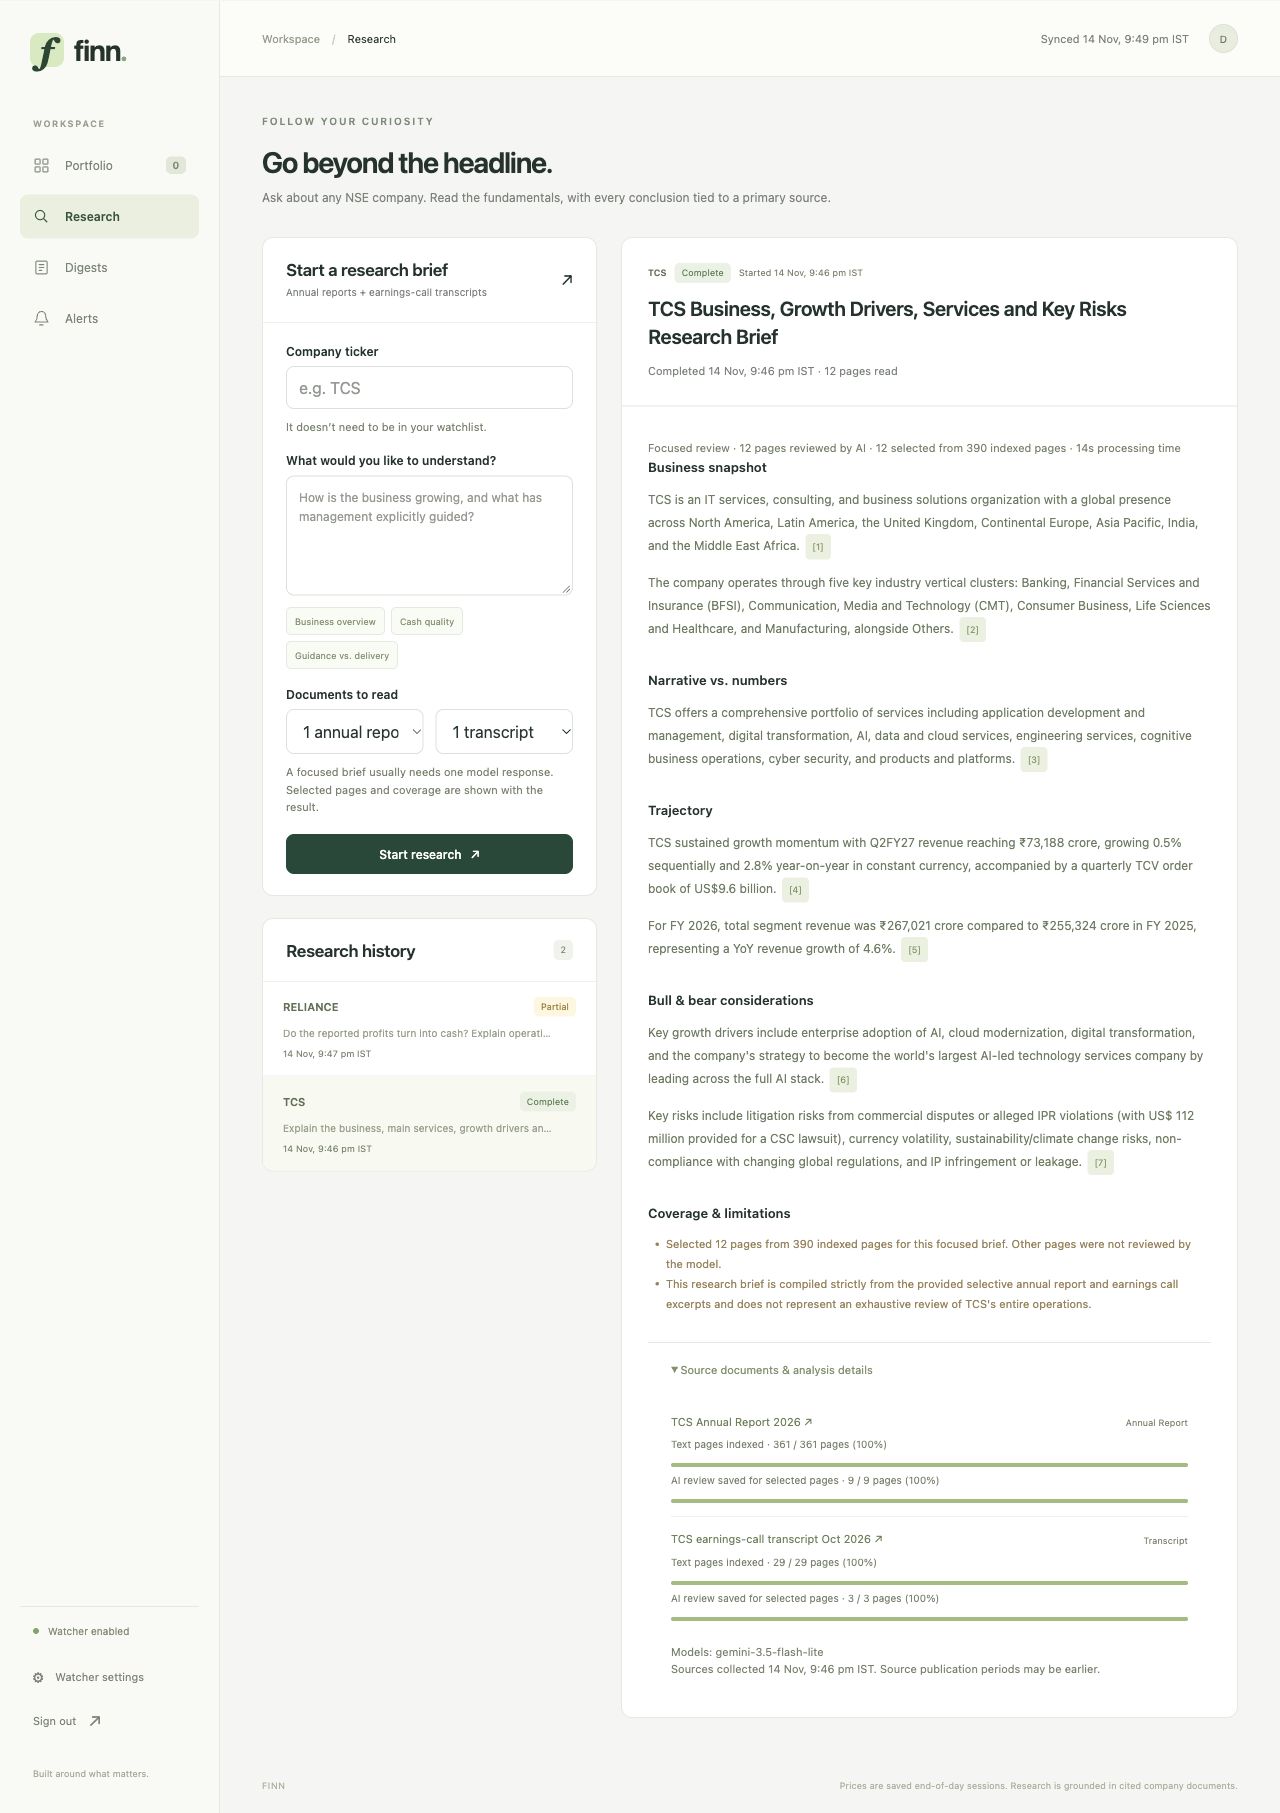 f finn.
WORKSPACE
Portfolio 0
Research
Digests
Alerts
Watcher enabled
Watcher settings
Sign out
Built around what matters.
Workspace / Research
Synced 14 Nov, 9:49 pm IST D
FOLLOW YOUR CURIOSITY
Go beyond the headline.
Ask about any NSE company. Read the fundamentals, with every conclusion tied to a primary source.
Start a research brief
Annual reports + earnings-call transcripts
Company ticker
e.g. TCS
It doesn't need to be in your watchlist.
What would you like to understand?
How is the business growing, and what has
management explicitly guided?
Business overview Cash quality
Guidance vs. delivery
Documents to read
1 annual repo 1 transcript
A focused brief usually needs one model response.
Selected pages and coverage are shown with the
result.
Start research
Research history 2
RELIANCE Partial
Do the reported profits turn into cash? Explain operati...
14 Nov, 9:47 pm IST
TCS Complete
Explain the business, main services, growth drivers an...
14 Nov, 9:46 pm IST
TCS Complete Started 14 Nov, 9:46 pm IST
TCS Business, Growth Drivers, Services and Key Risks
Research Brief
Completed 14 Nov, 9:46 pm IST · 12 pages read
Focused review · 12 pages reviewed by AI · 12 selected from 390 indexed pages · 14s processing time
Business snapshot
TCS is an IT services, consulting, and business solutions organization with a global presence
across North America, Latin America, the United Kingdom, Continental Europe, Asia Pacific, India,
and the Middle East Africa. [1]
The company operates through five key industry vertical clusters: Banking, Financial Services and
Insurance (BFSI), Communication, Media and Technology (CMT), Consumer Business, Life Sciences
and Healthcare, and Manufacturing, alongside Others. [2]
Narrative vs. numbers
TCS offers a comprehensive portfolio of services including application development and
management, digital transformation, AI, data and cloud services, engineering services, cognitive
business operations, cyber security, and products and platforms. [3]
Trajectory
TCS sustained growth momentum with Q2FY27 revenue reaching ₹73,188 crore, growing 0.5%
sequentially and 2.8% year-on-year in constant currency, accompanied by a quarterly TCV order
book of US$9.6 billion. [4]
For FY 2026, total segment revenue was ₹267,021 crore compared to ₹255,324 crore in FY 2025,
representing a YoY revenue growth of 4.6%. [5]
Bull & bear considerations
Key growth drivers include enterprise adoption of AI, cloud modernization, digital transformation,
and the company's strategy to become the world's largest AI-led technology services company by
leading across the full AI stack. [6]
Key risks include litigation risks from commercial disputes or alleged IPR violations (with US$ 112
million provided for a CSC lawsuit), currency volatility, sustainability/climate change risks, non-
compliance with changing global regulations, and IP infringement or leakage. [7]
Coverage & limitations
• Selected 12 pages from 390 indexed pages for this focused brief. Other pages were not reviewed by
the model.
• This research brief is compiled strictly from the provided selective annual report and earnings call
excerpts and does not represent an exhaustive review of TCS's entire operations.
Source documents & analysis details
TCS Annual Report 2026 ↗ Annual Report
Text pages indexed · 361 / 361 pages (100%)
AI review saved for selected pages · 9 / 9 pages (100%)
TCS earnings-call transcript Oct 2026 ↗ Transcript
Text pages indexed · 29 / 29 pages (100%)
AI review saved for selected pages · 3 / 3 pages (100%)
Models: gemini-3.5-flash-lite
Sources collected 14 Nov, 9:46 pm IST. Source publication periods may be earlier.
FINN
Prices are saved end-of-day sessions. Research is grounded in cited company documents.